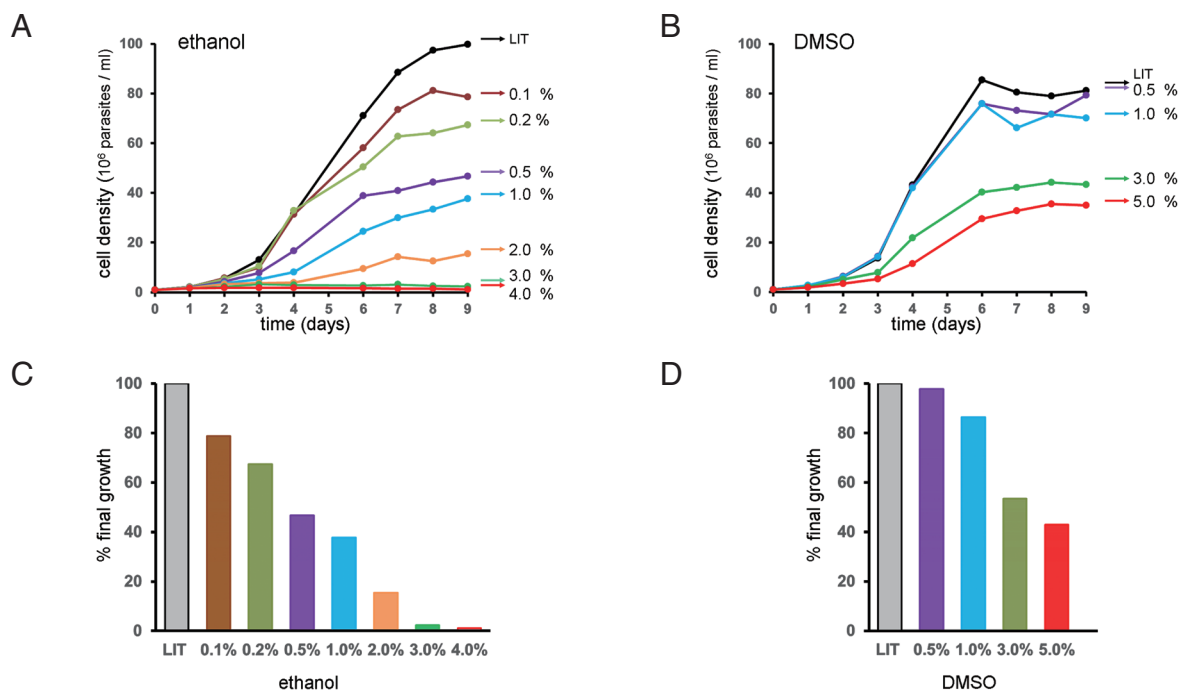 A
ethanol
cell density (10⁶ parasites / ml)
100
80
60
40
20
0
0 1 2 3 4 5 6 7 8 9
time (days)
LIT
0.1 %
0.2 %
0.5 %
1.0 %
2.0 %
3.0 %
4.0 %
B
DMSO
cell density (10⁶ parasites / ml)
100
80
60
40
20
0
0 1 2 3 4 5 6 7 8 9
time (days)
LIT
0.5 %
1.0 %
3.0 %
5.0 %
C
% final growth
100
80
60
40
20
0
LIT 0.1% 0.2% 0.5% 1.0% 2.0% 3.0% 4.0%
ethanol
D
% final growth
100
80
60
40
20
0
LIT 0.5% 1.0% 3.0% 5.0%
DMSO